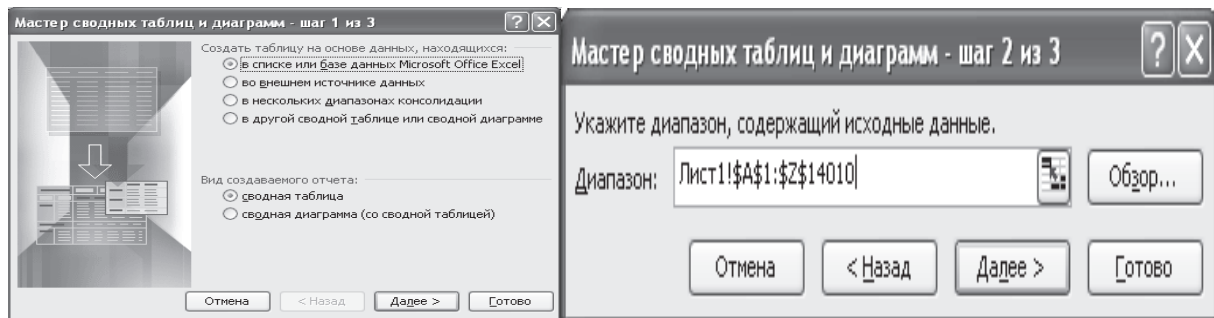 Мастер сводных таблиц и диаграмм - шаг 1 из 3
Создать таблицу на основе данных, находящихся:
в списке или базе данных Microsoft Office Excel
во внешнем источнике данных
в нескольких диапазонах консолидации
в другой сводной таблице или сводной диаграмме
Вид создаваемого отчета:
сводная таблица
сводная диаграмма (со сводной таблицей)
Отмена < Назад Далее > Готово
Мастер сводных таблиц и диаграмм - шаг 2 из 3
Укажите диапазон, содержащий исходные данные.
Диапазон: Лист1!$A$1:$Z$14010 Обзор...
Отмена < Назад Далее > Готово